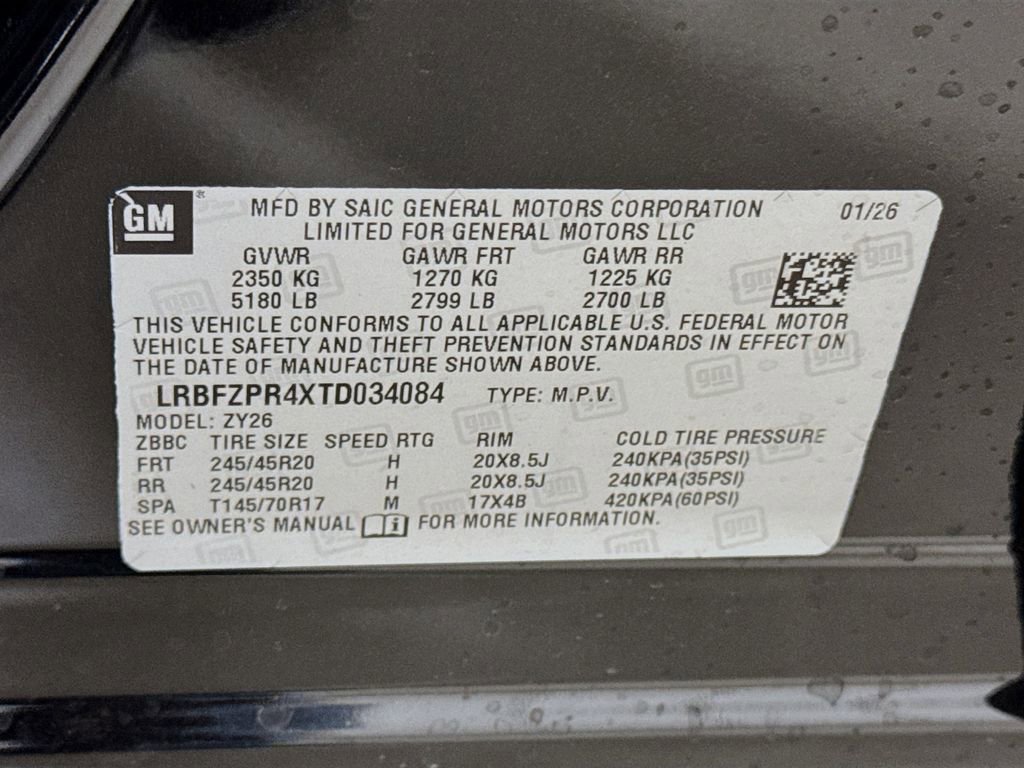 GM ® MFD BY SAIC GENERAL MOTORS CORPORATION 01/26
LIMITED FOR GENERAL MOTORS LLC
GVWR GAWR FRT GAWR RR
2350 KG 1270 KG 1225 KG
5180 LB 2799 LB 2700 LB
THIS VEHICLE CONFORMS TO ALL APPLICABLE U.S. FEDERAL MOTOR
VEHICLE SAFETY AND THEFT PREVENTION STANDARDS IN EFFECT ON
THE DATE OF MANUFACTURE SHOWN ABOVE.
LRBFZPR4XTD034084 TYPE: M.P.V.
MODEL: ZY26
ZBBC TIRE SIZE SPEED RTG RIM COLD TIRE PRESSURE
FRT 245/45R20 H 20X8.5J 240KPA(35PSI)
RR 245/45R20 H 20X8.5J 240KPA(35PSI)
SPA T145/70R17 M 17X4B 420KPA(60PSI)
SEE OWNER'S MANUAL i FOR MORE INFORMATION.